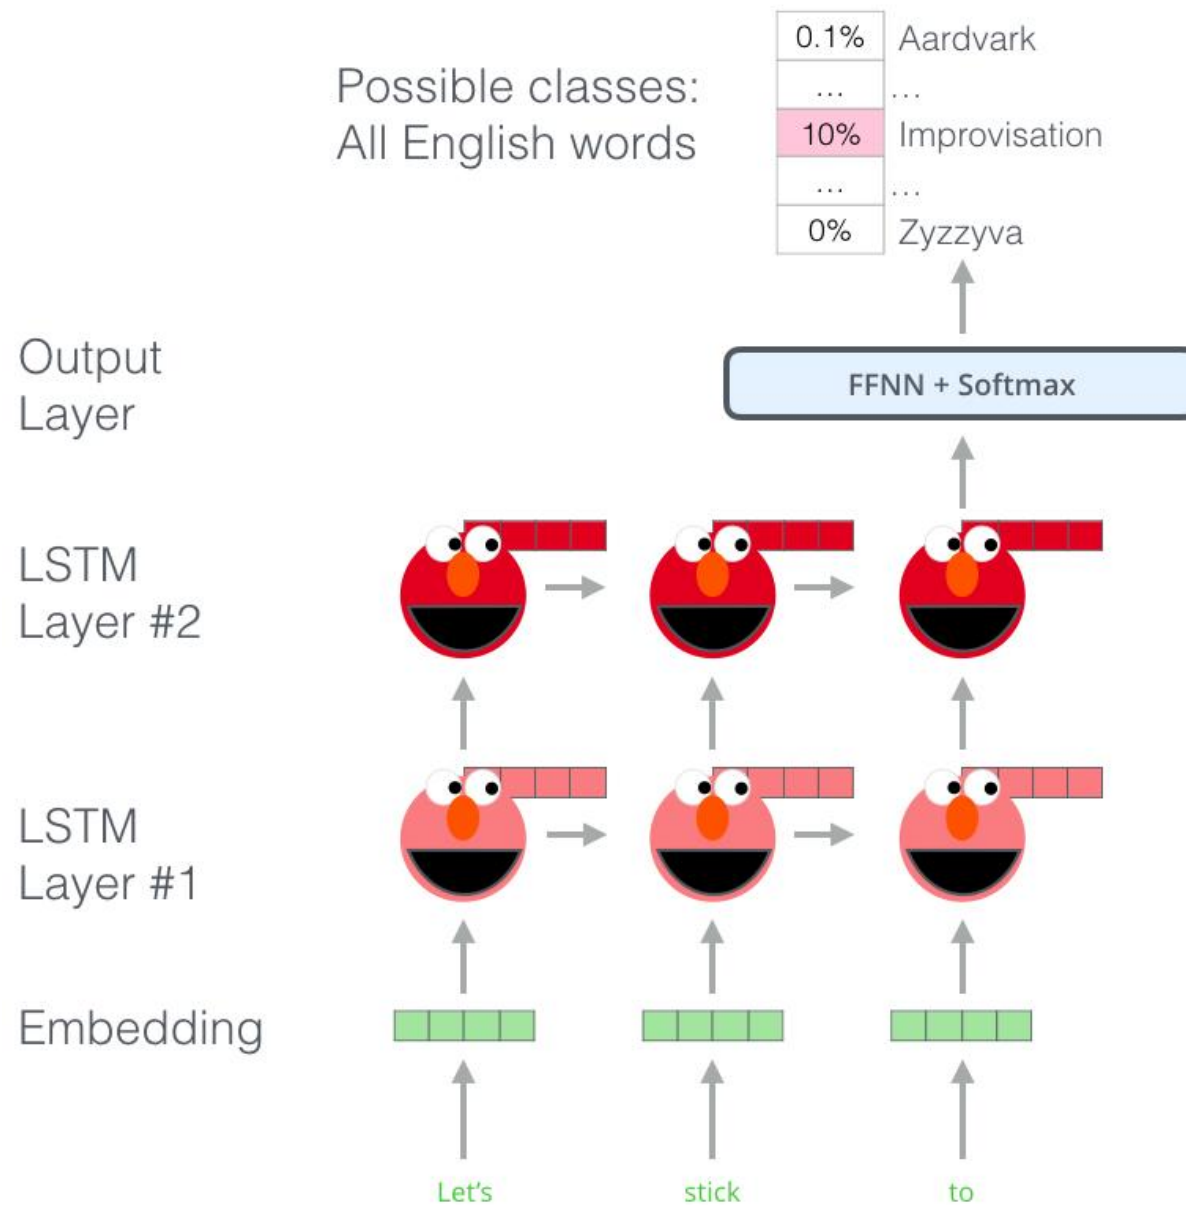 0.1% Aardvark
Possible classes:
... ...
All English words
10% Improvisation
... ...
0% Zyzzyva
Output
Layer
FFNN + Softmax
LSTM
Layer #2
LSTM
Layer #1
Embedding
Let's stick to